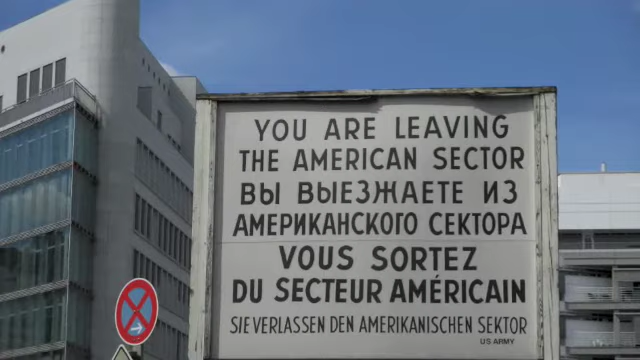 YOU ARE LEAVING
THE AMERICAN SECTOR
ВЫ ВЫЕЗЖАЕТЕ ИЗ
АМЕРИКАНСКОГО СЕКТОРА
VOUS SORTEZ
DU SECTEUR AMÉRICAIN
SIE VERLASSEN DEN AMERIKANISCHEN SEKTOR
US ARMY